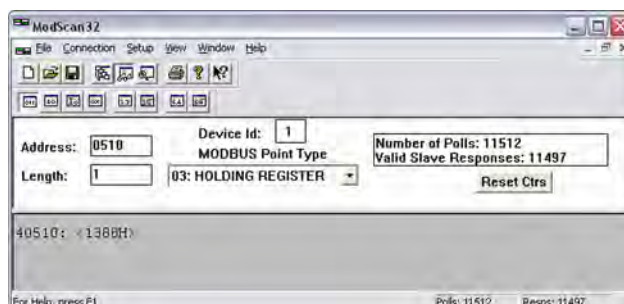 ModScan32
File Connection Setup View Window Help
Address: 0510
Device Id: 1
MODBUS Point Type
Length: 1
03: HOLDING REGISTER
Number of Polls: 11512
Valid Slave Responses: 11497
Reset Ctrs
40510: <1388H>
For Help, press F1
Polls: 11512
Resps: 11497